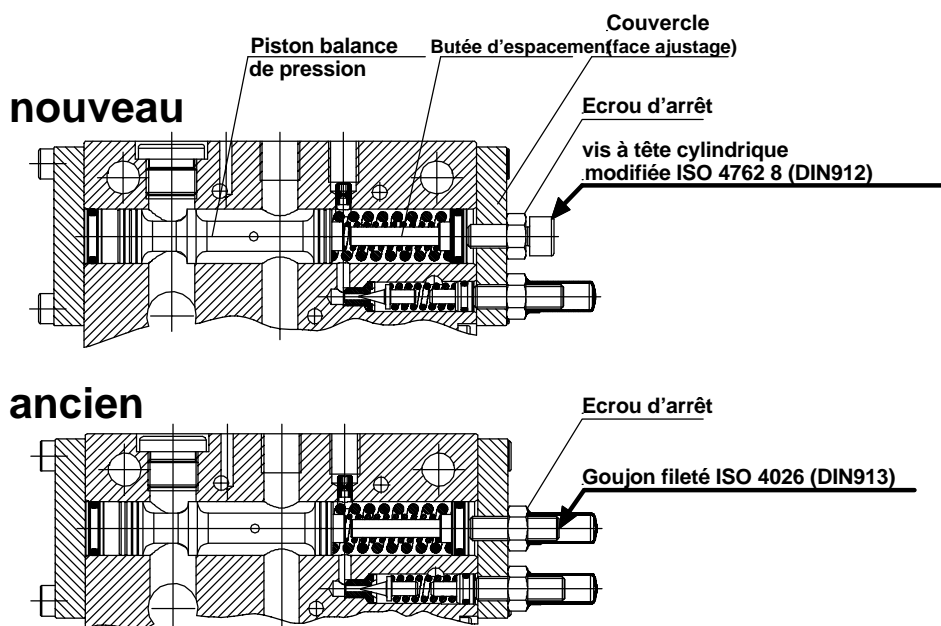 Couvercle
Piston balance
de pression
Butée d'espacement
(face ajustage)
nouveau
Ecrou d'arrêt
vis à tête cylindrique
modifiée ISO 4762 8 (DIN912)
ancien
Ecrou d'arrêt
Goujon fileté ISO 4026 (DIN913)